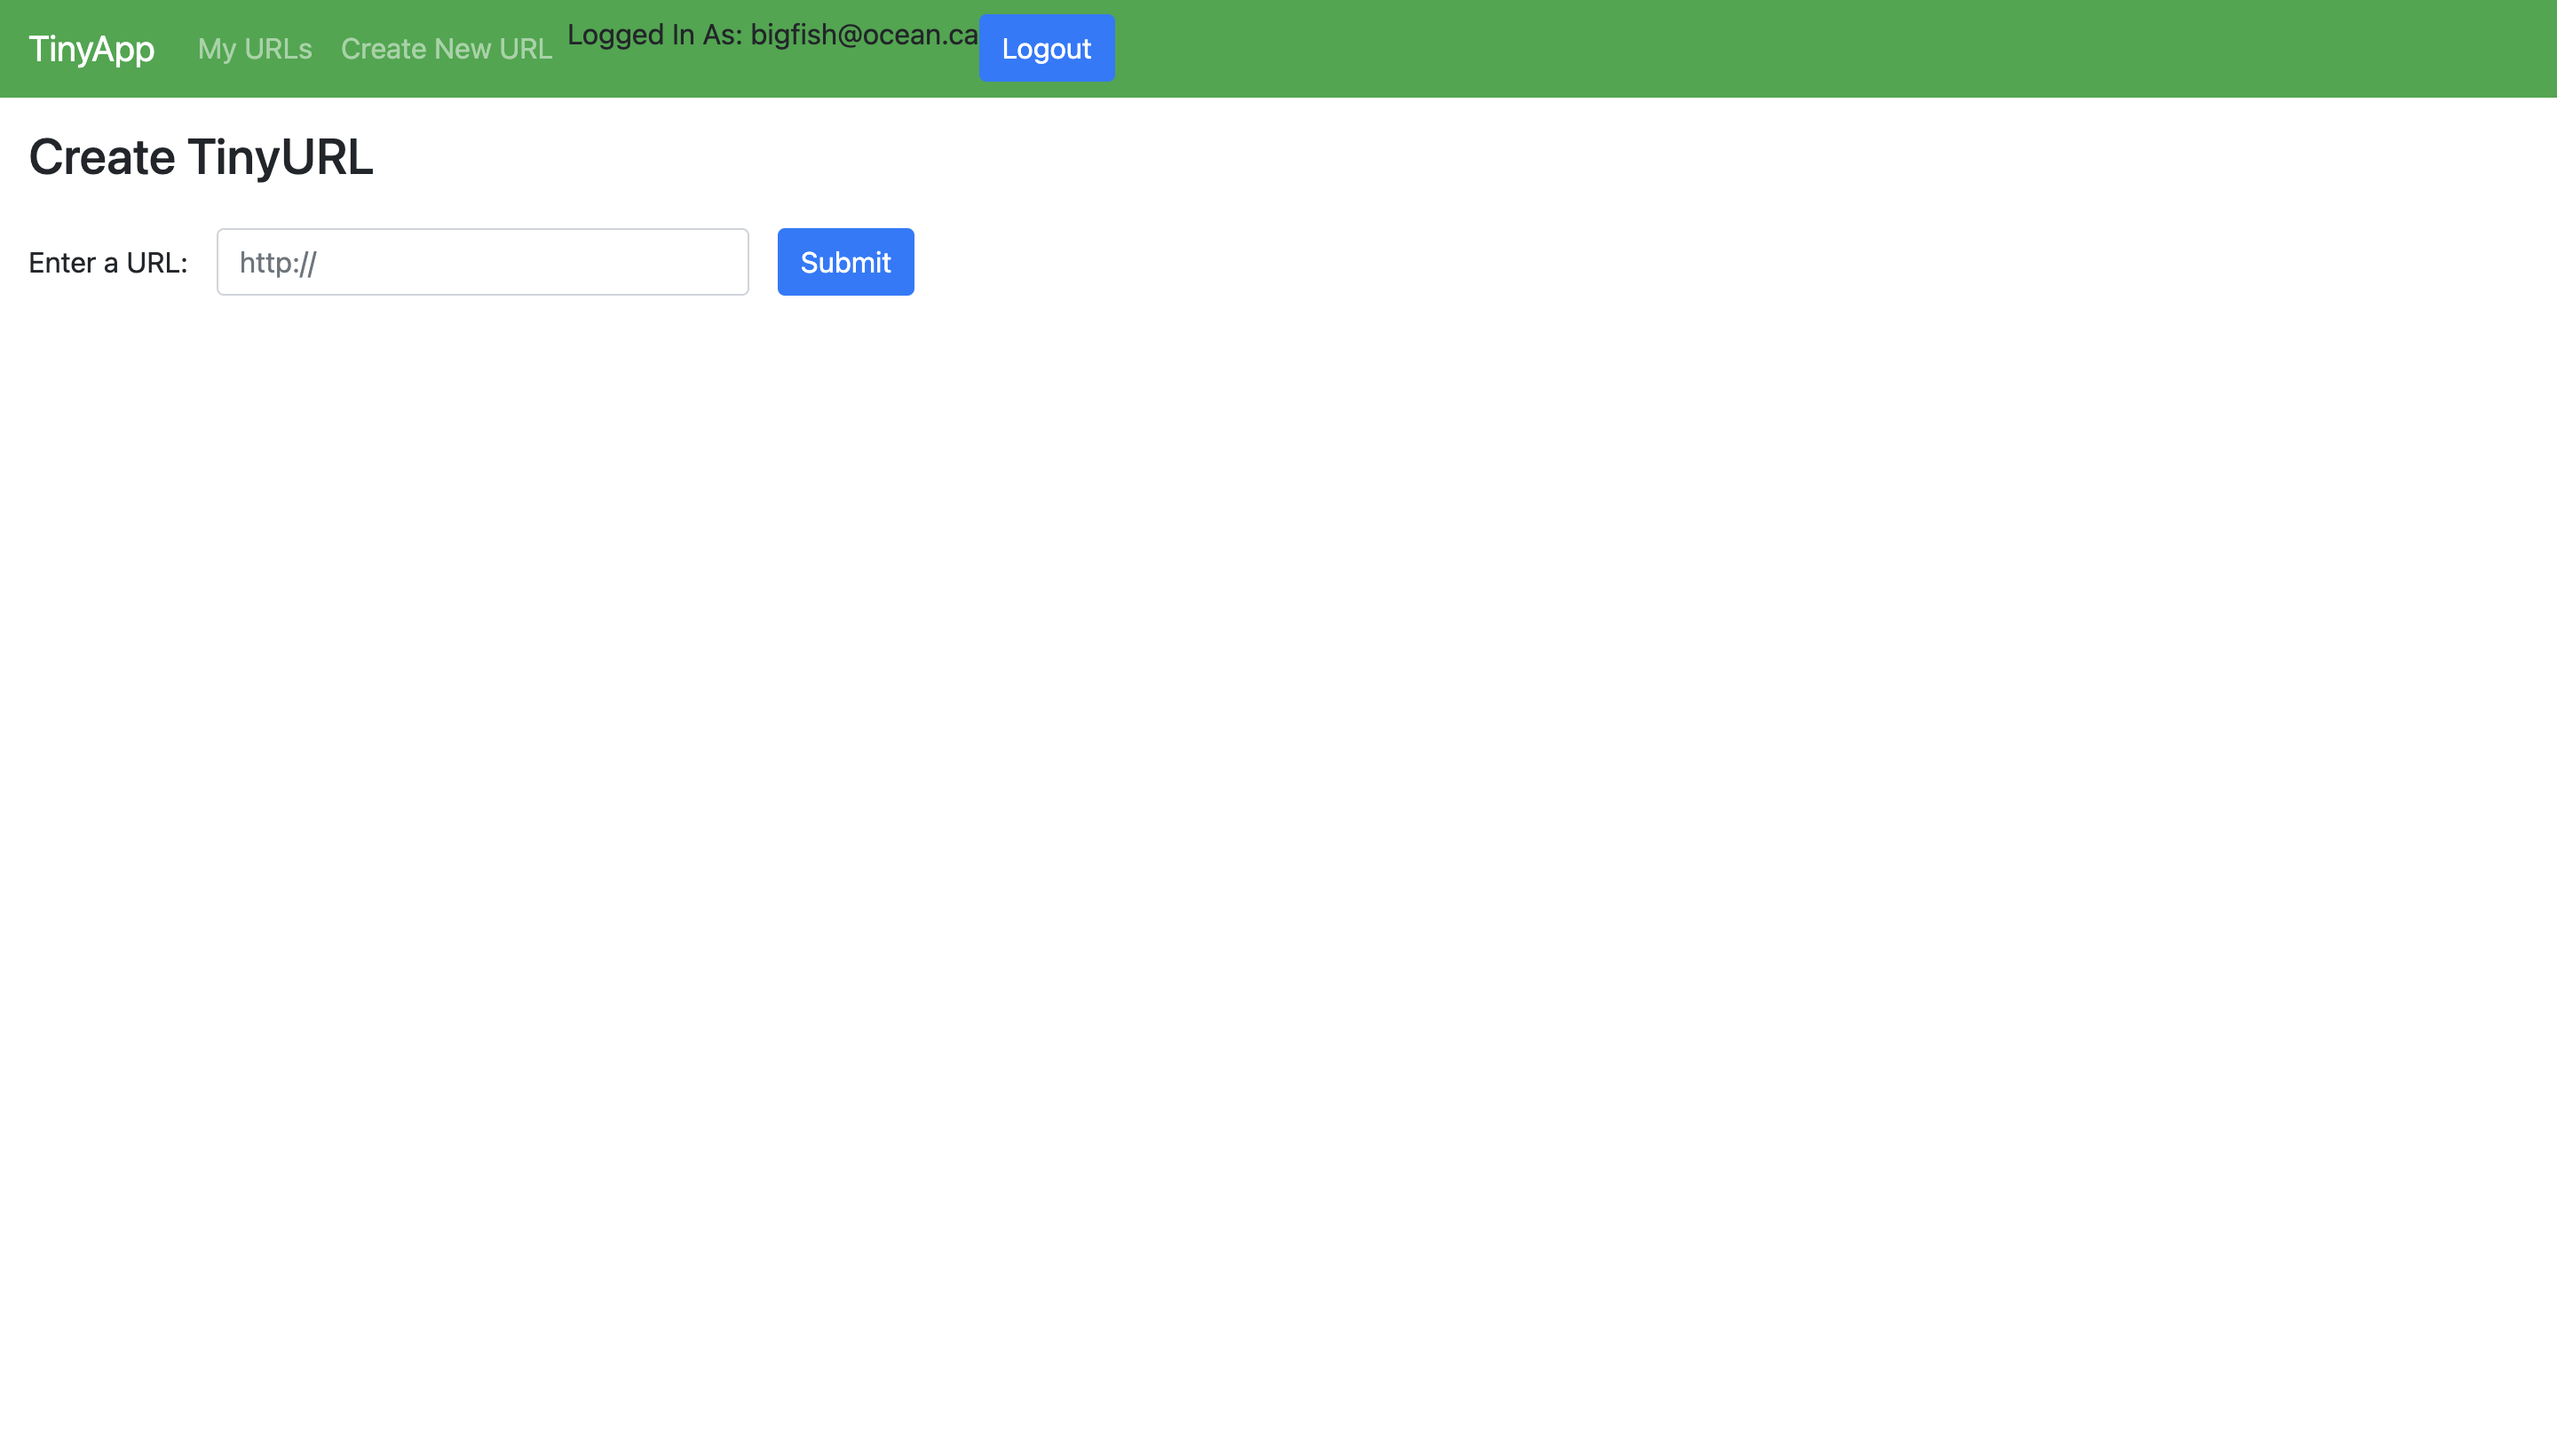 TinyApp My URLs Create New URL Logged In As: bigfish@ocean.ca Logout
Create TinyURL
Enter a URL: http:// Submit